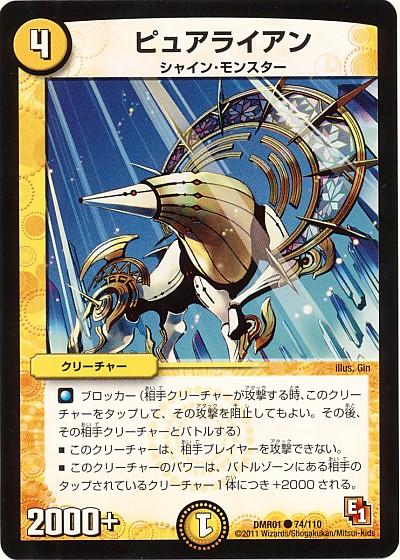 4
ピュアライアン
シャイン・モンスター
illus. Gin
クリーチャー
ブロッカー（相手クリーチャーが攻撃する時、このクリ
ーチャーをタップして、その攻撃を阻止してもよい。その後、
その相手クリーチャーとバトルする）
■ このクリーチャーは、相手プレイヤーを攻撃できない。
■ このクリーチャーのパワーは、バトルゾーンにある相手の
タップされているクリーチャー1体につき+2000される。
2000+
1
DMR01 ● 74/110
©2011 Wizards/Shogakukan/Mitsui-Kids
E1